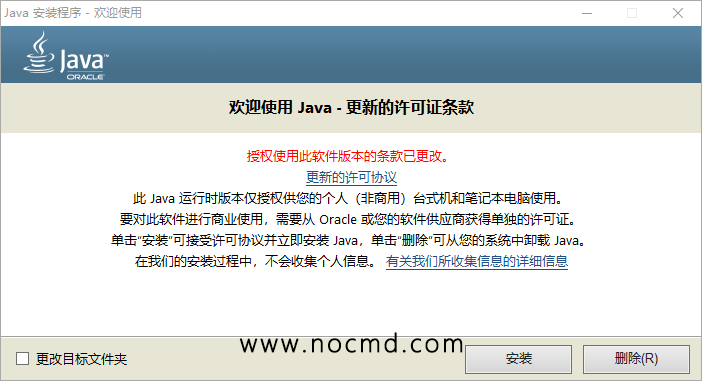 Java 安装程序 - 欢迎使用
Java™
ORACLE
欢迎使用 Java - 更新的许可证条款
授权使用此软件版本的条款已更改。
更新的许可协议
此 Java 运行时版本仅授权供您的个人（非商用）台式机和笔记本电脑使用。
要对此软件进行商业使用，需要从 Oracle 或您的软件供应商获得单独的许可证。
单击“安装”可接受许可协议并立即安装 Java，单击“删除”可从您的系统中卸载 Java。
在我们的安装过程中，不会收集个人信息。 有关我们所收集信息的详细信息
www.nocmd.com
更改目标文件夹 安装 删除(R)